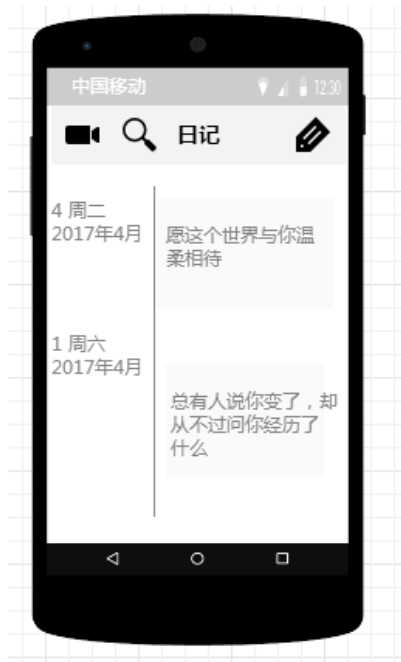 中国移动 12:30
日记
4 周二
2017年4月
愿这个世界与你温
柔相待
1 周六
2017年4月
总有人说你变了，却
从不过问你经历了
什么